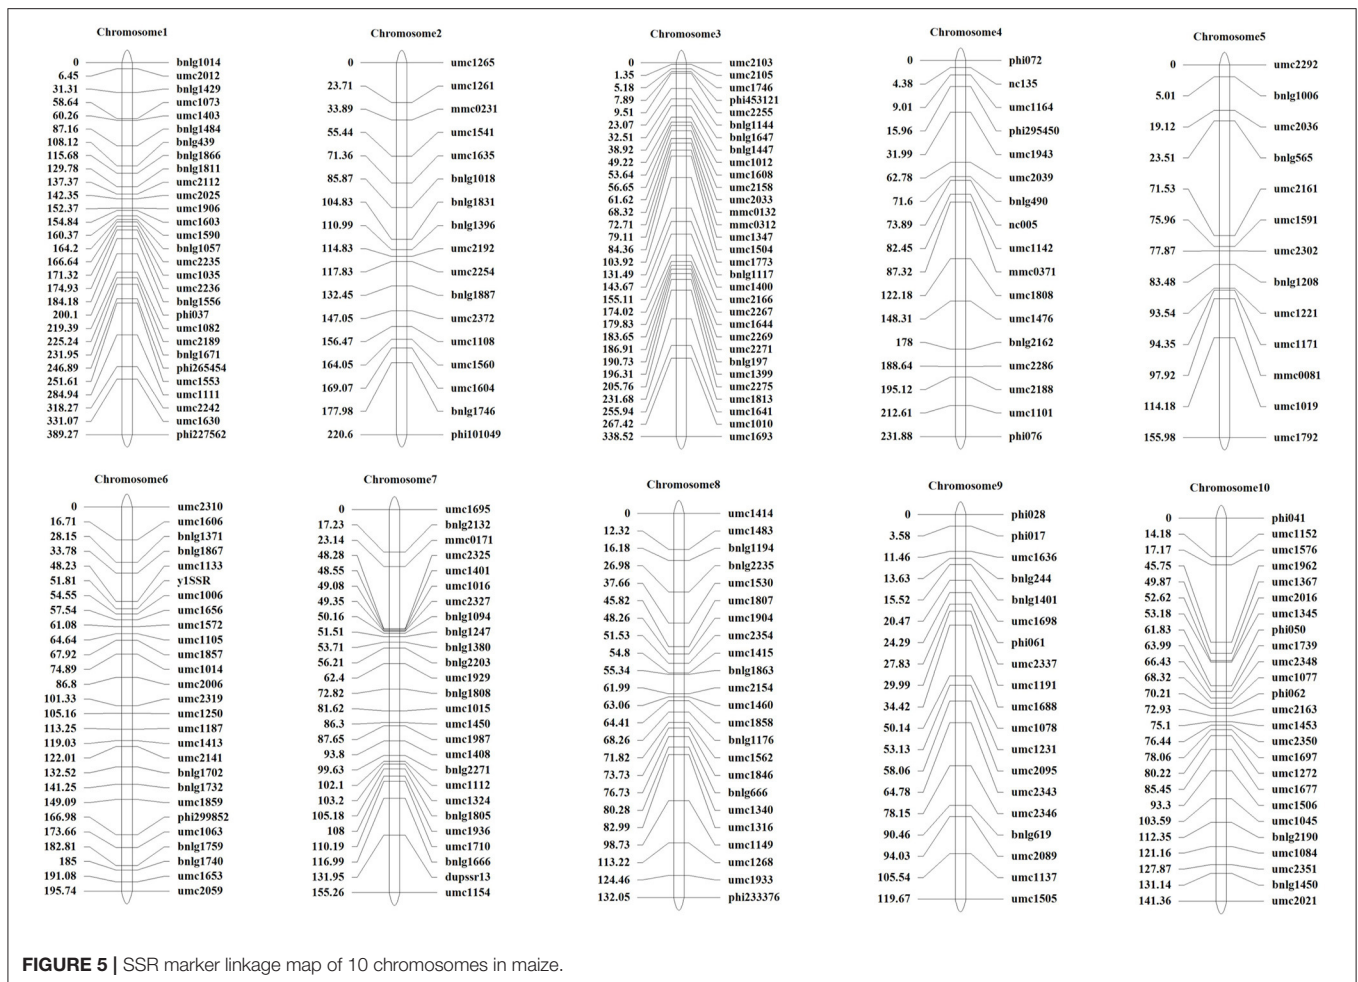 Chromosome1
0 bnlg1014
6.45 umc2012
31.31 bnlg1429
58.64 umc1073
60.26 umc1403
87.16 bnlg1484
108.12 bnlg439
115.68 bnlg1866
129.78 bnlg1811
137.37 umc2112
142.35 umc2025
152.37 umc1906
154.84 umc1603
160.37 umc1590
164.2 bnlg1057
166.64 umc2235
171.32 umc1035
174.93 umc2236
184.18 bnlg1556
200.1 phi037
219.39 umc1082
225.24 umc2189
231.95 bnlg1671
246.89 phi265454
251.61 umc1553
284.94 umc1111
318.27 umc2242
331.07 umc1630
389.27 phi227562
Chromosome2
0 umc1265
23.71 umc1261
33.89 mmc0231
55.44 umc1541
71.36 umc1635
85.87 bnlg1018
104.83 bnlg1831
110.99 bnlg1396
114.83 umc2192
117.83 umc2254
132.45 bnlg1887
147.05 umc2372
156.47 umc1108
164.05 umc1560
169.07 umc1604
177.98 bnlg1746
220.6 phi101049
Chromosome3
0 umc2103
1.35 umc2105
5.18 umc1746
7.89 phi453121
9.51 umc2255
23.07 bnlg1144
32.51 bnlg1647
38.92 bnlg1447
49.22 umc1012
53.64 umc1608
56.65 umc2158
61.62 umc2033
68.32 mmc0132
72.71 mmc0312
79.11 umc1347
84.36 umc1504
103.92 umc1773
131.49 bnlg1117
143.67 umc1400
155.11 umc2166
174.02 umc2267
179.83 umc1644
183.65 umc2269
186.91 umc2271
190.73 bnlg197
196.31 umc1399
205.76 umc2275
231.68 umc1813
255.94 umc1641
267.42 umc1010
338.52 umc1693
Chromosome4
0 phi072
4.38 nc135
9.01 umc1164
15.96 phi295450
31.99 umc1943
62.78 umc2039
71.6 bnlg490
73.89 nc005
82.45 umc1142
87.32 mmc0371
122.18 umc1808
148.31 umc1476
178 bnlg2162
188.64 umc2286
195.12 umc2188
212.61 umc1101
231.88 phi076
Chromosome5
0 umc2292
5.01 bnlg1006
19.12 umc2036
23.51 bnlg565
71.53 umc2161
75.96 umc1591
77.87 umc2302
83.48 bnlg1208
93.54 umc1221
94.35 umc1171
97.92 mmc0081
114.18 umc1019
155.98 umc1792
Chromosome6
0 umc2310
16.71 umc1606
28.15 bnlg1371
33.78 bnlg1867
48.23 umc1133
51.81 y1SSR
54.55 umc1006
57.54 umc1656
61.08 umc1572
64.64 umc1105
67.92 umc1857
74.89 umc1014
86.8 umc2006
101.33 umc2319
105.16 umc1250
113.25 umc1187
119.03 umc1413
122.01 umc2141
132.52 bnlg1702
141.25 bnlg1732
149.09 umc1859
166.98 phi299852
173.66 umc1063
182.81 bnlg1759
185 bnlg1740
191.08 umc1653
195.74 umc2059
Chromosome7
0 umc1695
17.23 bnlg2132
23.14 mmc0171
48.28 umc2325
48.55 umc1401
49.08 umc1016
49.35 umc2327
50.16 bnlg1094
51.51 bnlg1247
53.71 bnlg1380
56.21 bnlg2203
62.4 umc1929
72.82 bnlg1808
81.62 umc1015
86.3 umc1450
87.65 umc1987
93.8 umc1408
99.63 bnlg2271
102.1 umc1112
103.2 umc1324
105.18 bnlg1805
108 umc1936
110.19 umc1710
116.99 bnlg1666
131.95 dupssr13
155.26 umc1154
Chromosome8
0 umc1414
12.32 umc1483
16.18 bnlg1194
26.98 bnlg2235
37.66 umc1530
45.82 umc1807
48.26 umc1904
51.53 umc2354
54.8 umc1415
55.34 bnlg1863
61.99 umc2154
63.06 umc1460
64.41 umc1858
68.26 bnlg1176
71.82 umc1562
73.73 umc1846
76.73 bnlg666
80.28 umc1340
82.99 umc1316
98.73 umc1149
113.22 umc1268
124.46 umc1933
132.05 phi233376
Chromosome9
0 phi028
3.58 phi017
11.46 umc1636
13.63 bnlg244
15.52 bnlg1401
20.47 umc1698
24.29 phi061
27.83 umc2337
29.99 umc1191
34.42 umc1688
50.14 umc1078
53.13 umc1231
58.06 umc2095
64.78 umc2343
78.15 umc2346
90.46 bnlg619
94.03 umc2089
105.54 umc1137
119.67 umc1505
Chromosome10
0 phi041
14.18 umc1152
17.17 umc1576
45.75 umc1962
49.87 umc1367
52.62 umc2016
53.18 umc1345
61.83 phi050
63.99 umc1739
66.43 umc2348
68.32 umc1077
70.21 phi062
72.93 umc2163
75.1 umc1453
76.44 umc2350
78.06 umc1697
80.22 umc1272
85.45 umc1677
93.3 umc1506
103.59 umc1045
112.35 bnlg2190
121.16 umc1084
127.87 umc2351
131.14 bnlg1450
141.36 umc2021
FIGURE 5 | SSR marker linkage map of 10 chromosomes in maize.